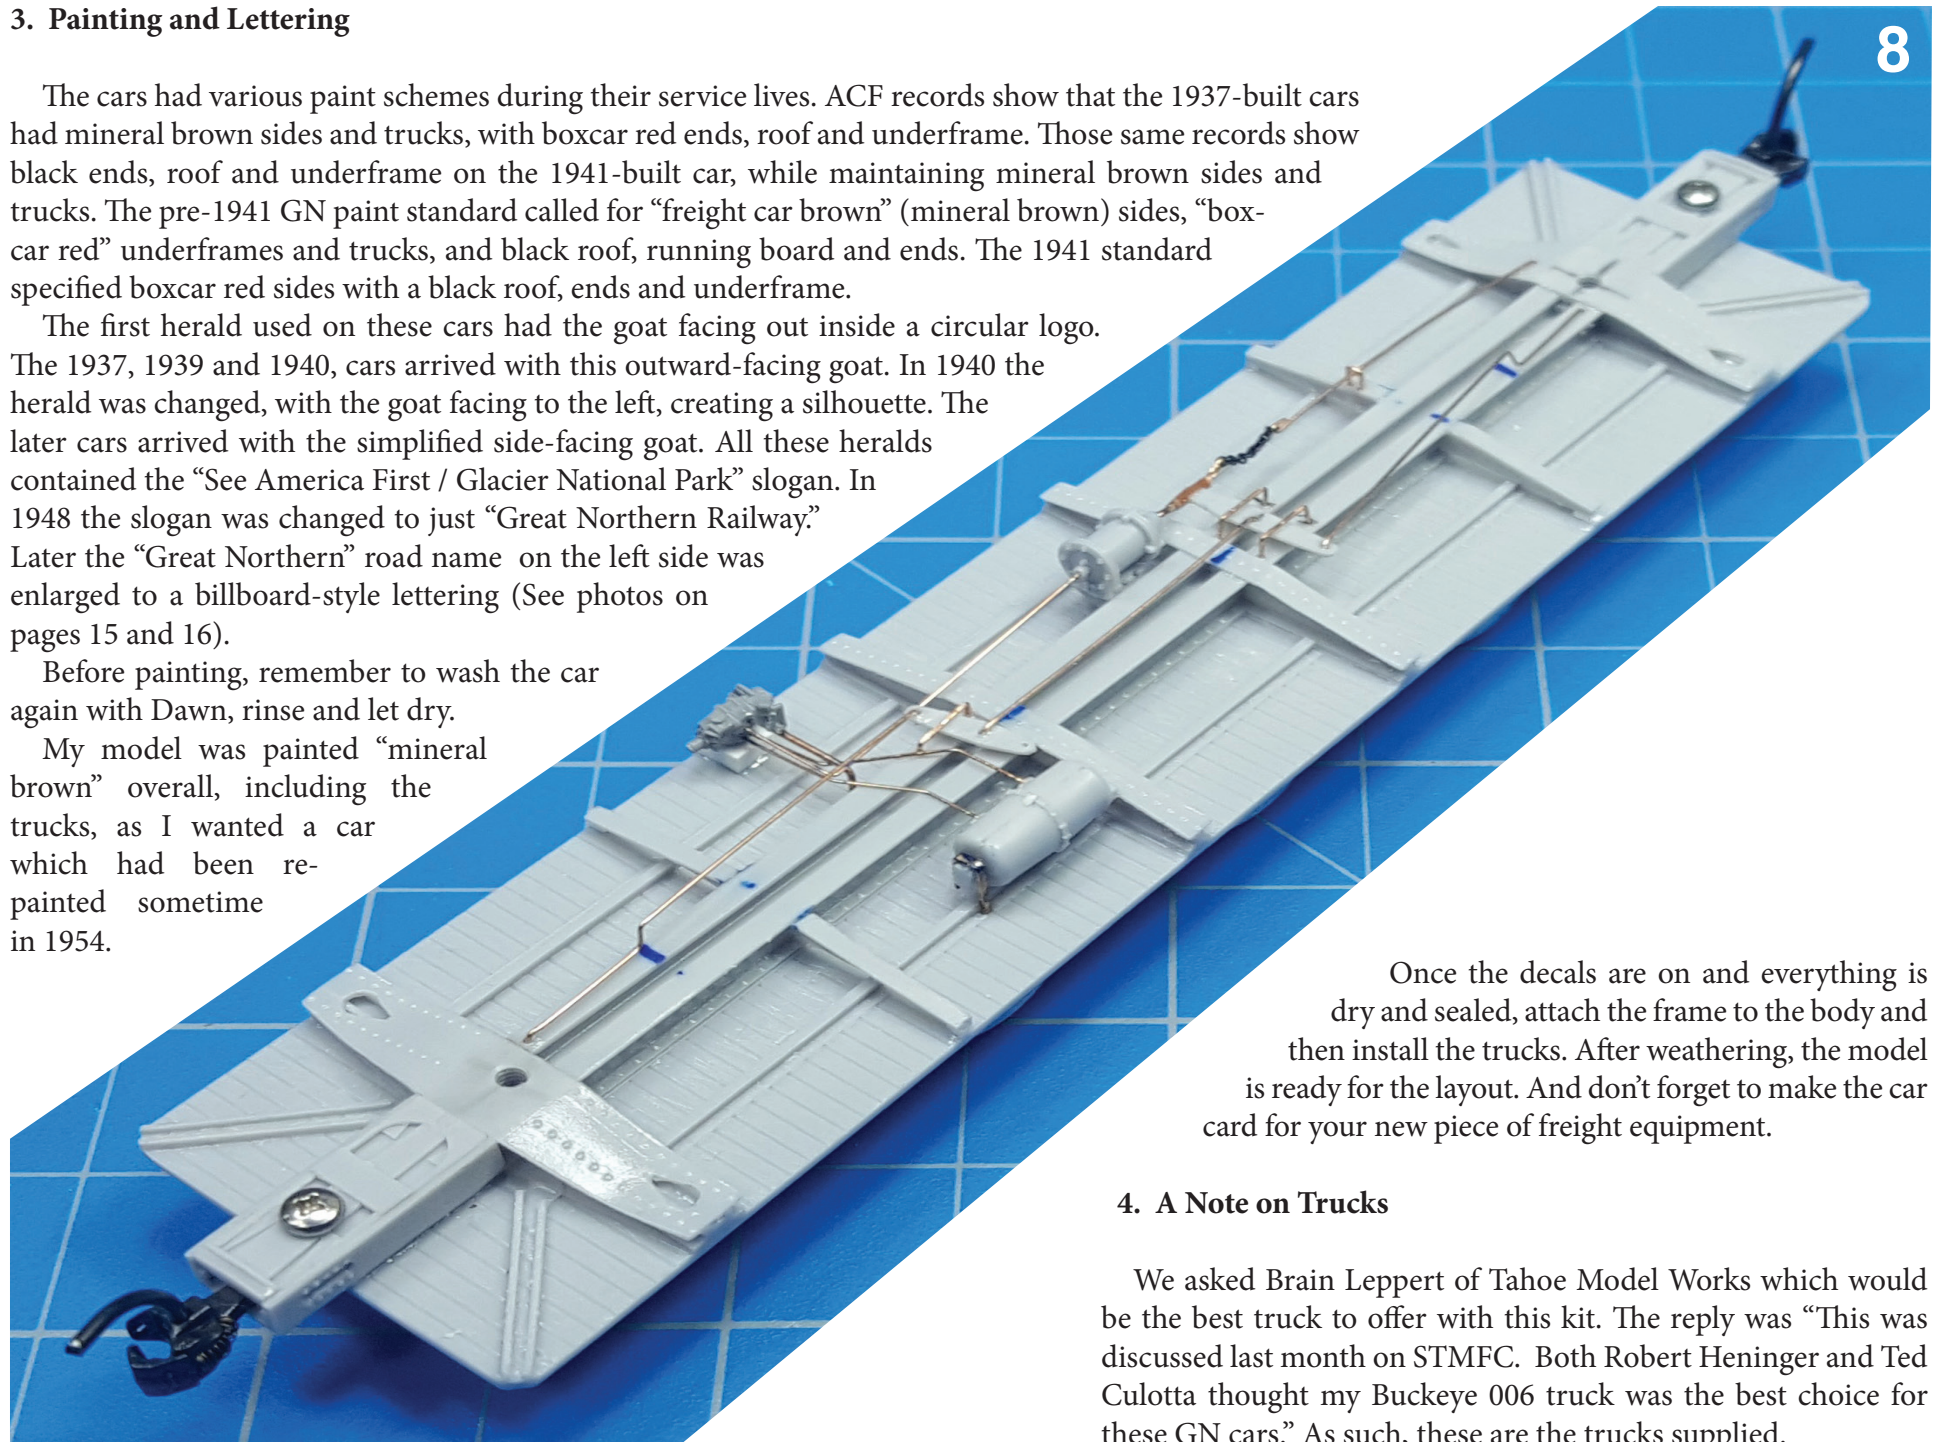 3. Painting and Lettering
8
The cars had various paint schemes during their service lives. ACF records show that the 1937-built cars
had mineral brown sides and trucks, with boxcar red ends, roof and underframe. Those same records show
black ends, roof and underframe on the 1941-built car, while maintaining mineral brown sides and
trucks. The pre-1941 GN paint standard called for “freight car brown” (mineral brown) sides, “box-
car red” underframes and trucks, and black roof, running board and ends. The 1941 standard
specified boxcar red sides with a black roof, ends and underframe.
The first herald used on these cars had the goat facing out inside a circular logo.
The 1937, 1939 and 1940, cars arrived with this outward-facing goat. In 1940 the
herald was changed, with the goat facing to the left, creating a silhouette. The
later cars arrived with the simplified side-facing goat. All these heralds
contained the “See America First / Glacier National Park” slogan. In
1948 the slogan was changed to just “Great Northern Railway.”
Later the “Great Northern” road name on the left side was
enlarged to a billboard-style lettering (See photos on
pages 15 and 16).
Before painting, remember to wash the car
again with Dawn, rinse and let dry.
My model was painted “mineral
brown” overall, including the
trucks, as I wanted a car
which had been re-
painted sometime
in 1954.
Once the decals are on and everything is
dry and sealed, attach the frame to the body and
then install the trucks. After weathering, the model
is ready for the layout. And don’t forget to make the car
card for your new piece of freight equipment.
4. A Note on Trucks
We asked Brain Leppert of Tahoe Model Works which would
be the best truck to offer with this kit. The reply was “This was
discussed last month on STMFC. Both Robert Heninger and Ted
Culotta thought my Buckeye 006 truck was the best choice for
these GN cars.” As such, these are the trucks supplied.